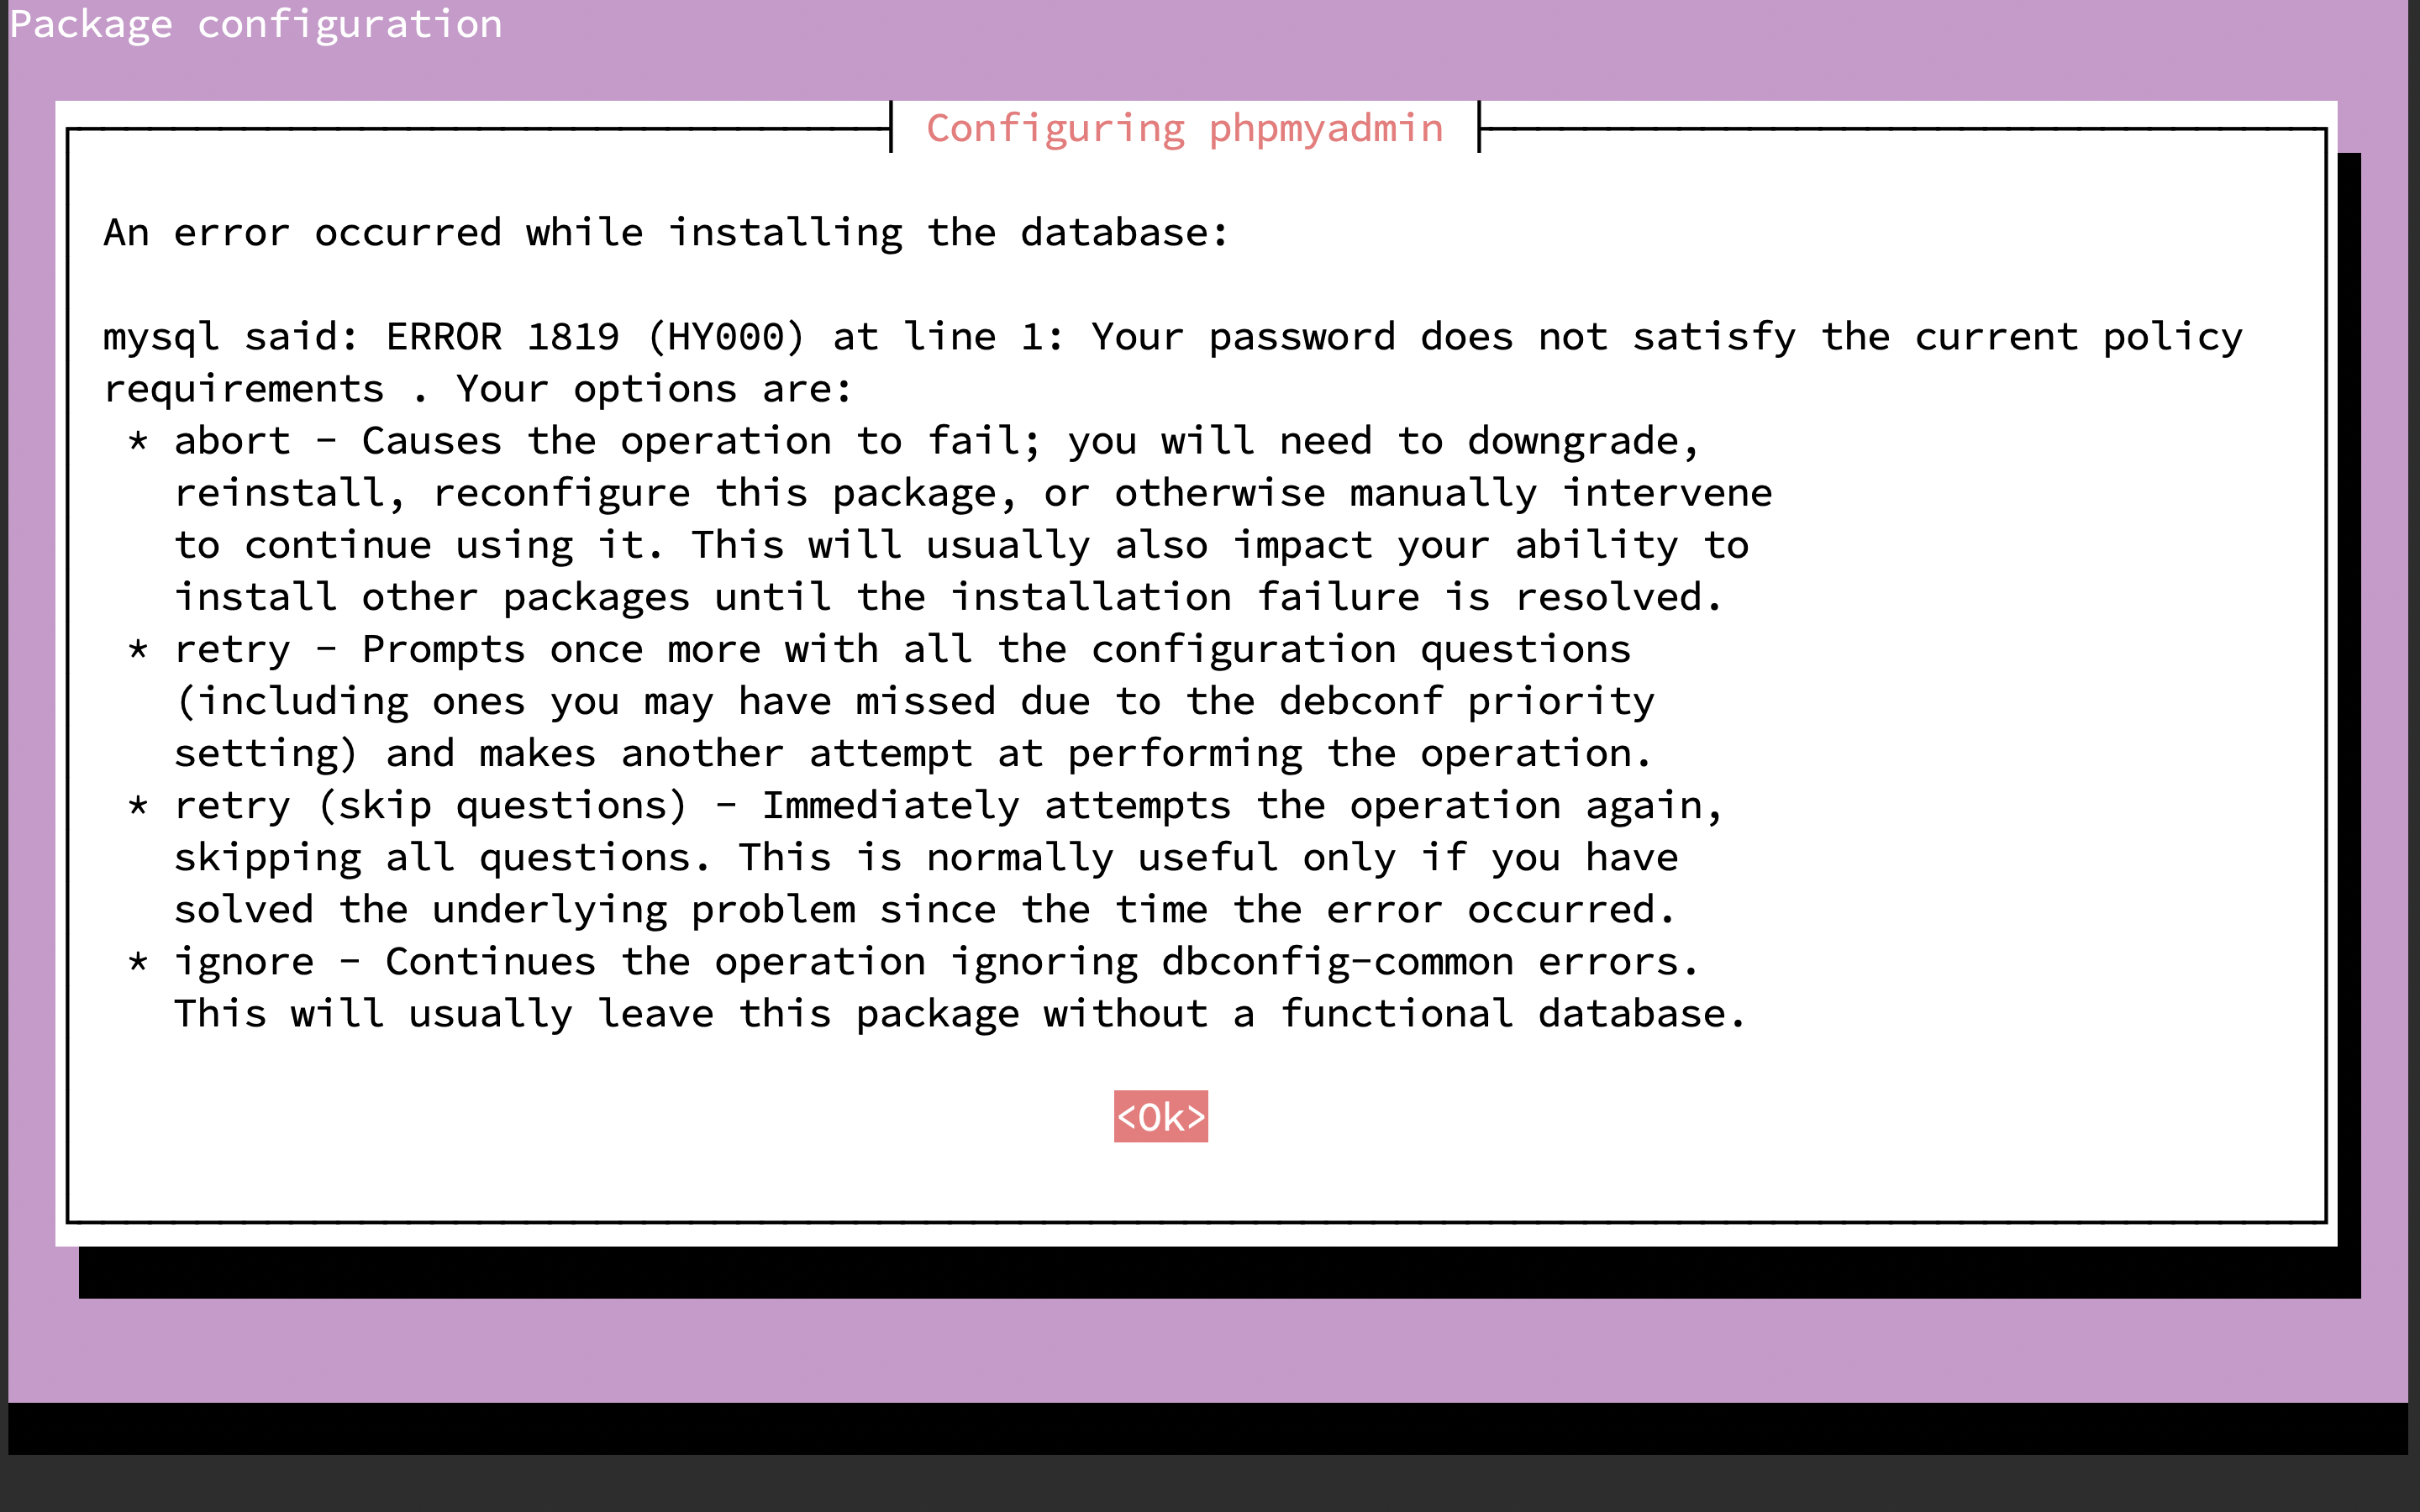 Package configuration
Configuring phpmyadmin
An error occurred while installing the database:
mysql said: ERROR 1819 (HY000) at line 1: Your password does not satisfy the current policy
requirements . Your options are:
* abort - Causes the operation to fail; you will need to downgrade,
reinstall, reconfigure this package, or otherwise manually intervene
to continue using it. This will usually also impact your ability to
install other packages until the installation failure is resolved.
* retry - Prompts once more with all the configuration questions
(including ones you may have missed due to the debconf priority
setting) and makes another attempt at performing the operation.
* retry (skip questions) - Immediately attempts the operation again,
skipping all questions. This is normally useful only if you have
solved the underlying problem since the time the error occurred.
* ignore - Continues the operation ignoring dbconfig-common errors.
This will usually leave this package without a functional database.
<Ok>